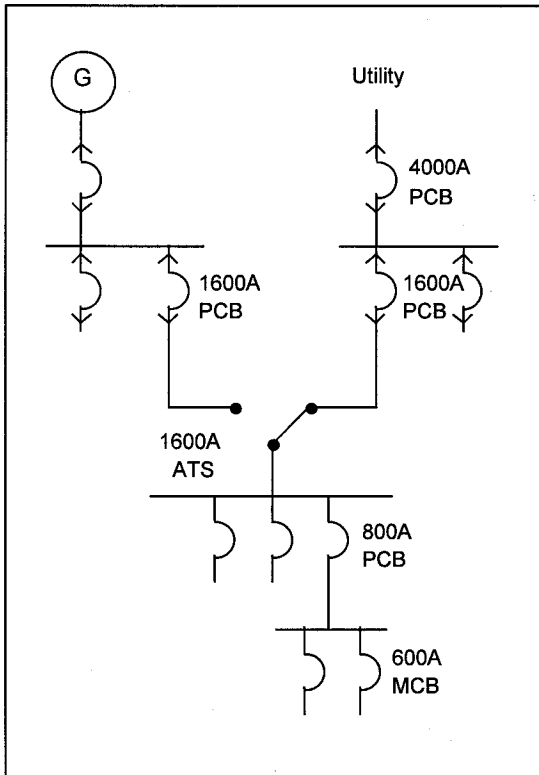 G
Utility
4000A
PCB
1600A
PCB
1600A
PCB
1600A
ATS
800A
PCB
600A
MCB